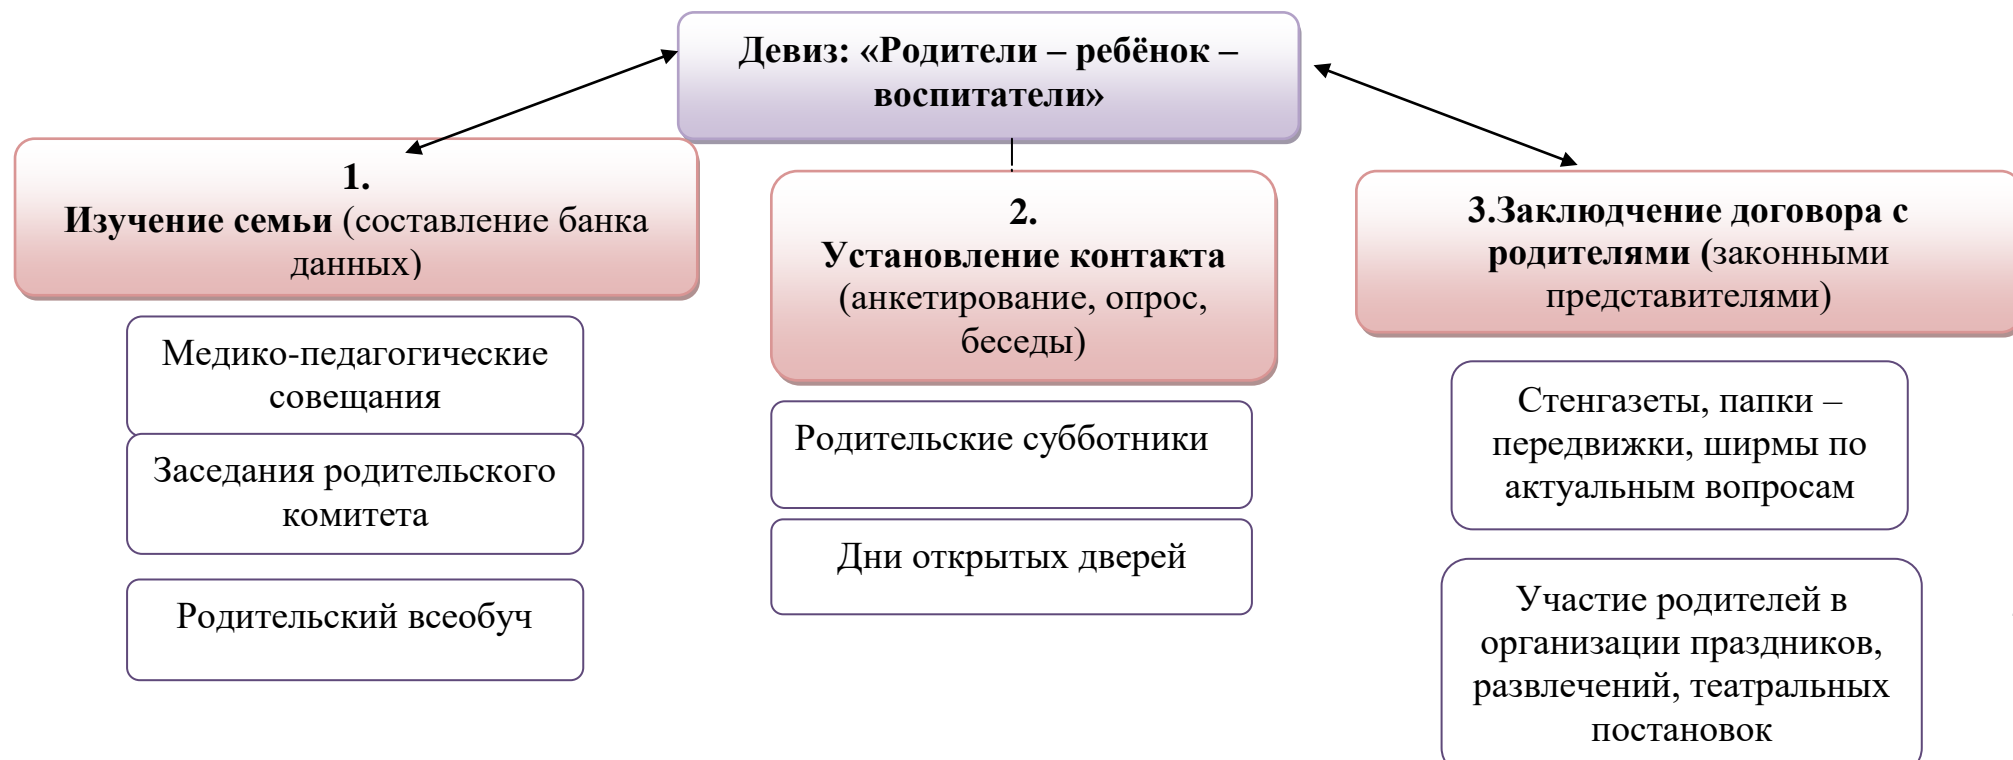 Девиз: «Родители – ребёнок –
воспитатели»
1.
Изучение семьи (составление банка
данных)
Медико-педагогические
совещания
Заседания родительского
комитета
Родительский всеобуч
2.
Установление контакта
(анкетирование, опрос,
беседы)
Родительские субботники
Дни открытых дверей
3.Заклюдчение договора с
родителями (законными
представителями)
Стенгазеты, папки –
передвижки, ширмы по
актуальным вопросам
Участие родителей в
организации праздников,
развлечений, театральных
постановок